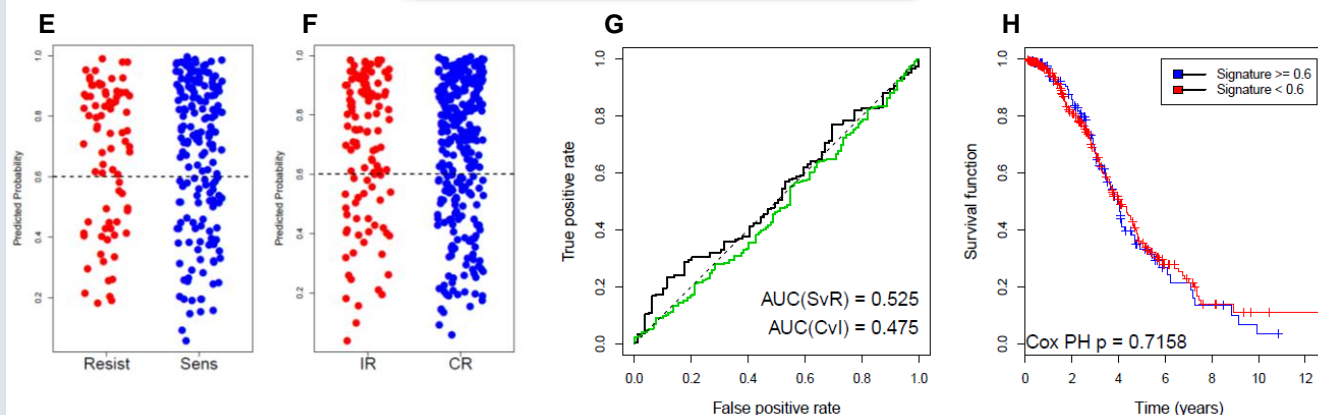 E
F
G
H
Predicted Probability
1.0
0.8
0.6
0.4
0.2
Resist
Sens
Predicted Probability
1.0
0.8
0.6
0.4
0.2
IR
CR
True positive rate
1.0
0.8
0.6
0.4
0.2
0.0
AUC(SvR) = 0.525
AUC(CvI) = 0.475
0.0 0.2 0.4 0.6 0.8 1.0
False positive rate
Survival function
1.0
0.8
0.6
0.4
0.2
0.0
Signature >= 0.6
Signature < 0.6
Cox PH p = 0.7158
0 2 4 6 8 10 12
Time (years)